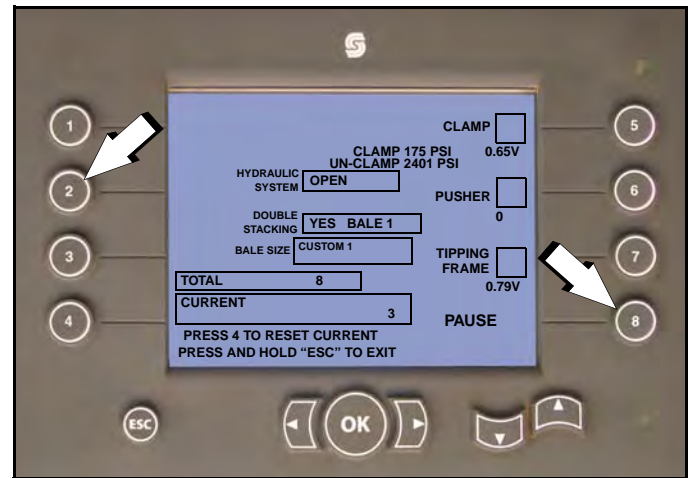 1
2
3
4
5
6
7
8
CLAMP
0.65V
CLAMP 175 PSI
UN-CLAMP 2401 PSI
HYDRAULIC
SYSTEM
OPEN
PUSHER
0
DOUBLE
STACKING
YES BALE 1
BALE SIZE
CUSTOM 1
TIPPING
FRAME
0.79V
TOTAL 8
CURRENT
3
PAUSE
PRESS 4 TO RESET CURRENT
PRESS AND HOLD “ESC” TO EXIT
ESC
OK